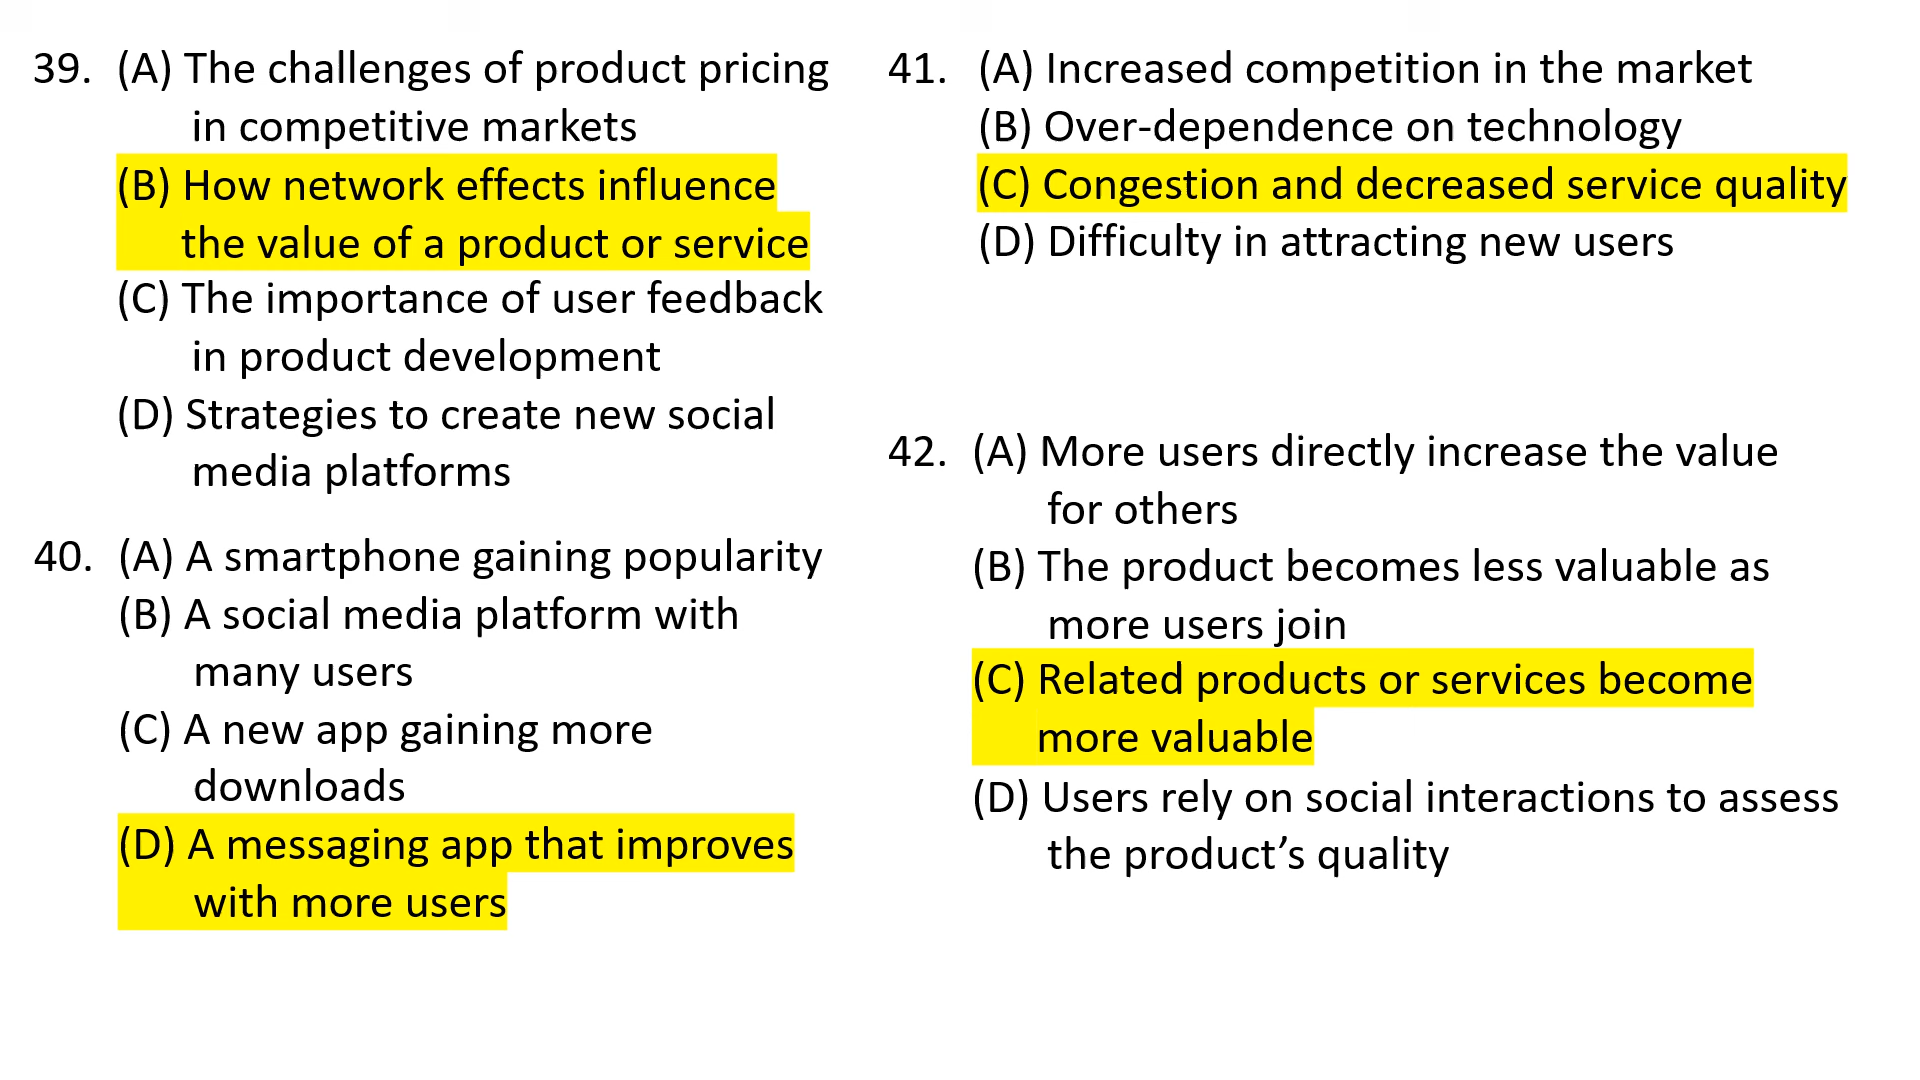 39. (A) The challenges of product pricing
in competitive markets
(B) How network effects influence
the value of a product or service
(C) The importance of user feedback
in product development
(D) Strategies to create new social
media platforms
40. (A) A smartphone gaining popularity
(B) A social media platform with
many users
(C) A new app gaining more
downloads
(D) A messaging app that improves
with more users
41. (A) Increased competition in the market
(B) Over-dependence on technology
(C) Congestion and decreased service quality
(D) Difficulty in attracting new users
42. (A) More users directly increase the value
for others
(B) The product becomes less valuable as
more users join
(C) Related products or services become
more valuable
(D) Users rely on social interactions to assess
the product’s quality